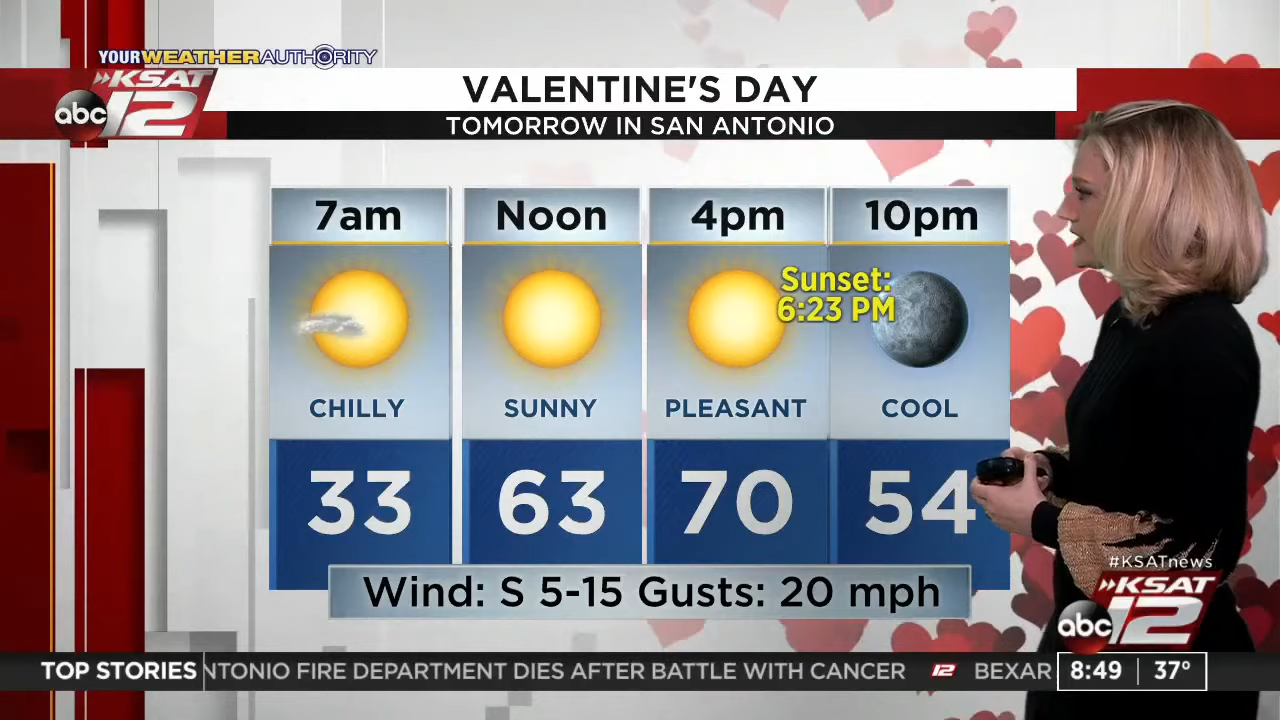 YOURWEATHERAUTHORITY
KSAT
abc 12
VALENTINE'S DAY
TOMORROW IN SAN ANTONIO
7am Noon 4pm 10pm
Sunset:
6:23 PM
CHILLY SUNNY PLEASANT COOL
33 63 70 54
Wind: S 5-15 Gusts: 20 mph
#KSATnews
KSAT
abc 12
TOP STORIES NTONIO FIRE DEPARTMENT DIES AFTER BATTLE WITH CANCER 12 BEXAR 8:49 37°